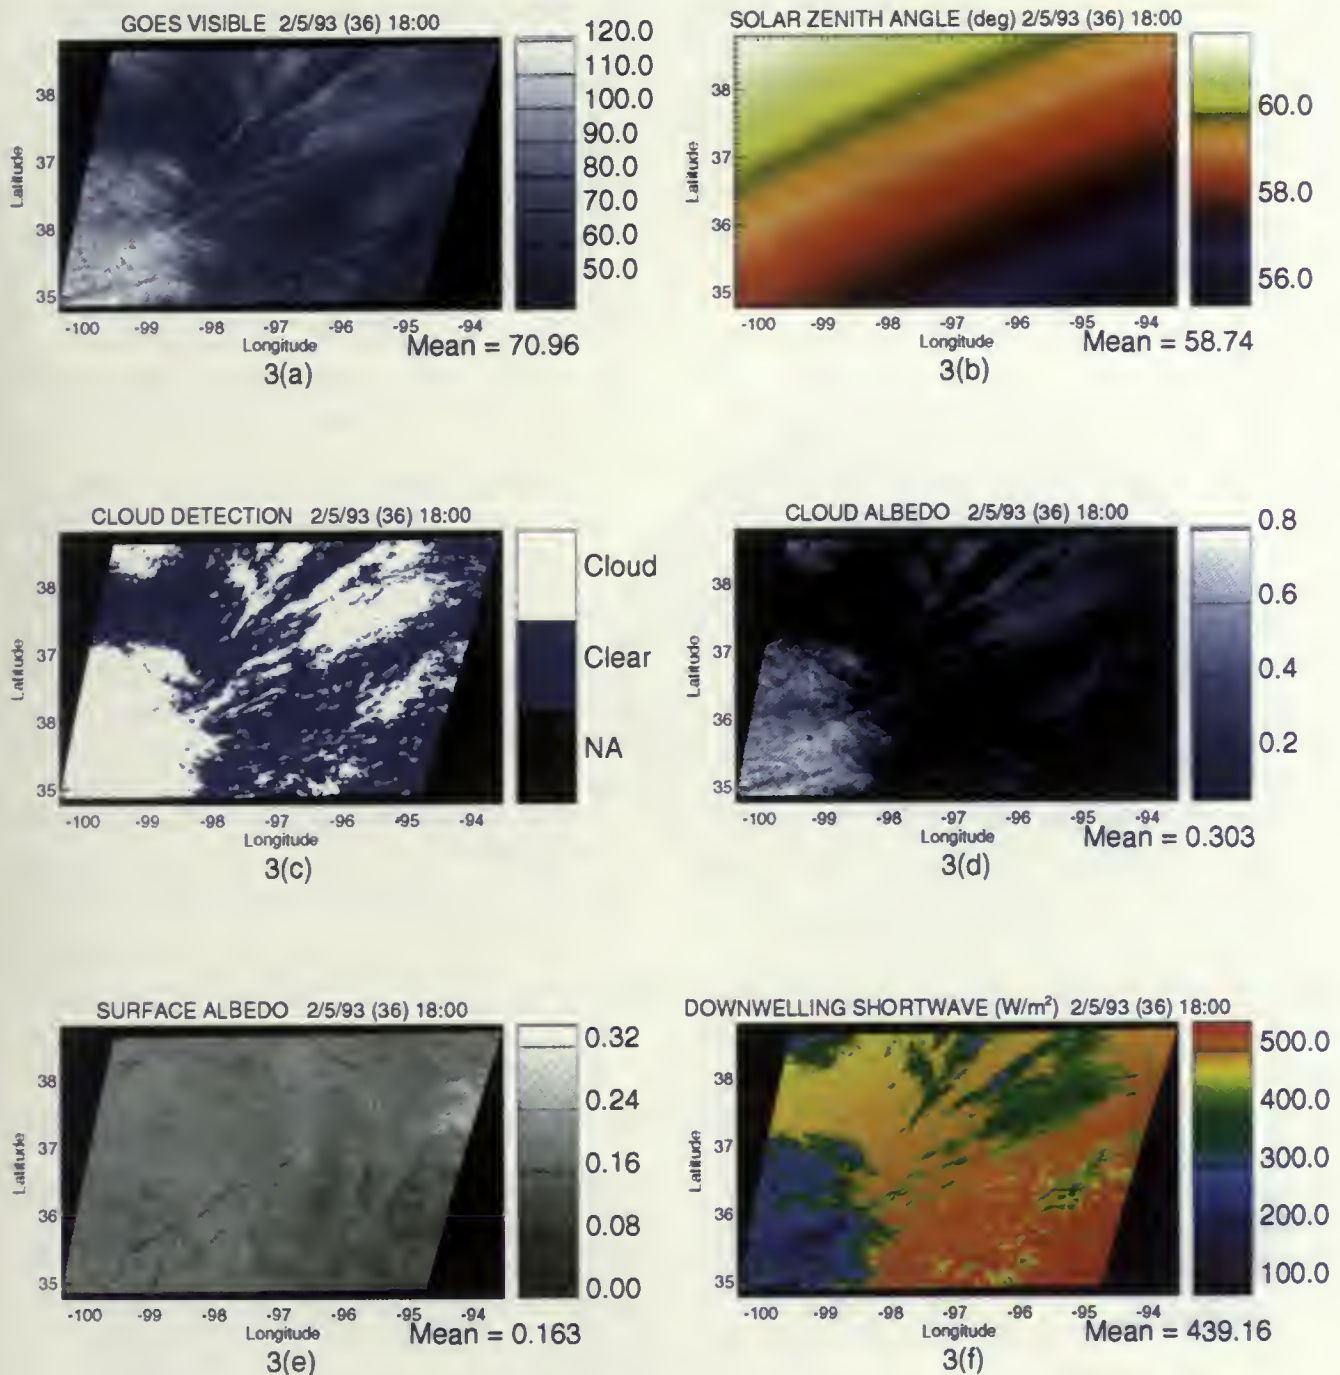 GOES VISIBLE 2/5/93 (36) 18:00
120.0
110.0
100.0
90.0
80.0
70.0
60.0
50.0
Latitude
38
37
38
35
-100 -99 -98 -97 -96 -95 -94
Longitude
Mean = 70.96
3(a)
SOLAR ZENITH ANGLE (deg) 2/5/93 (36) 18:00
60.0
58.0
56.0
Latitude
38
37
36
35
-100 -99 -98 -97 -96 -95 -94
Longitude
Mean = 58.74
3(b)
CLOUD DETECTION 2/5/93 (36) 18:00
Cloud
Clear
NA
Latitude
38
37
38
35
-100 -99 -98 -97 -96 -95 -94
Longitude
3(c)
CLOUD ALBEDO 2/5/93 (36) 18:00
0.8
0.6
0.4
0.2
Latitude
38
37
36
35
-100 -99 -98 -97 -96 -95 -94
Longitude
Mean = 0.303
3(d)
SURFACE ALBEDO 2/5/93 (36) 18:00
0.32
0.24
0.16
0.08
0.00
Latitude
38
37
36
35
-100 -99 -98 -97 -96 -95 -94
Longitude
Mean = 0.163
3(e)
DOWNWELLING SHORTWAVE (W/m²) 2/5/93 (36) 18:00
500.0
400.0
300.0
200.0
100.0
Latitude
38
37
36
35
-100 -99 -98 -97 -96 -95 -94
Longitude
Mean = 439.16
3(f)